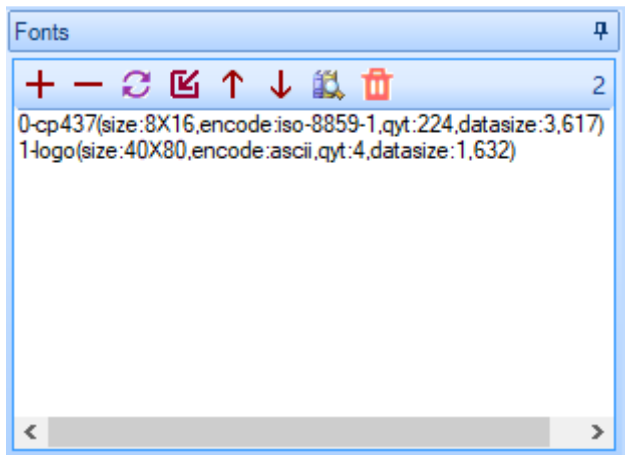 Fonts
2
0-cp437(size:8X16,encode:iso-8859-1,qyt:224,datasize:3,617)
1-logo(size:40X80,encode:ascii,qyt:4,datasize:1,632)